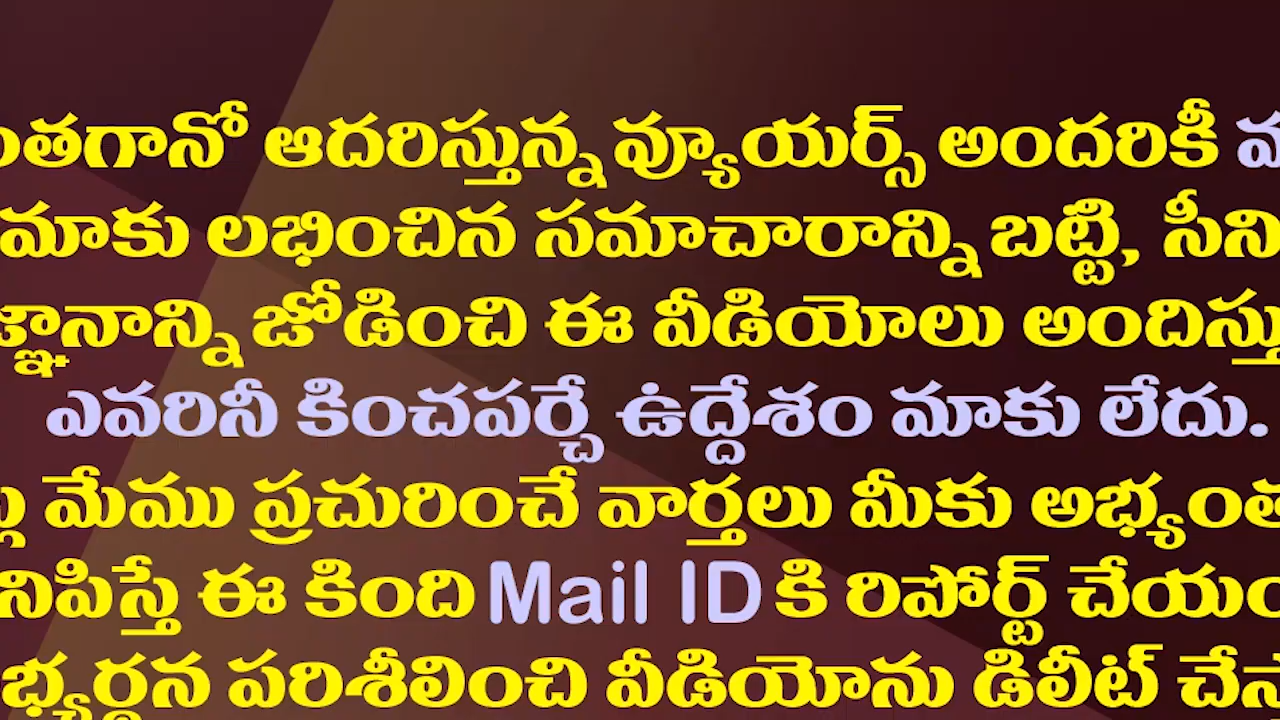 ఆదరిస్తున్న వ్యూయర్స్ అందరికీ
మాకు లభించిన సమాచారాన్ని బట్టి,
జోడించి ఈ వీడియోలు
ఎవరినీ కించపర్చే ఉద్దేశం మాకు లేదు.
మేము ప్రచురించే వార్తలు మీకు
ఈ కింది Mail ID కి రిపోర్ట్
పరిశీలించి వీడియోను డిలీట్